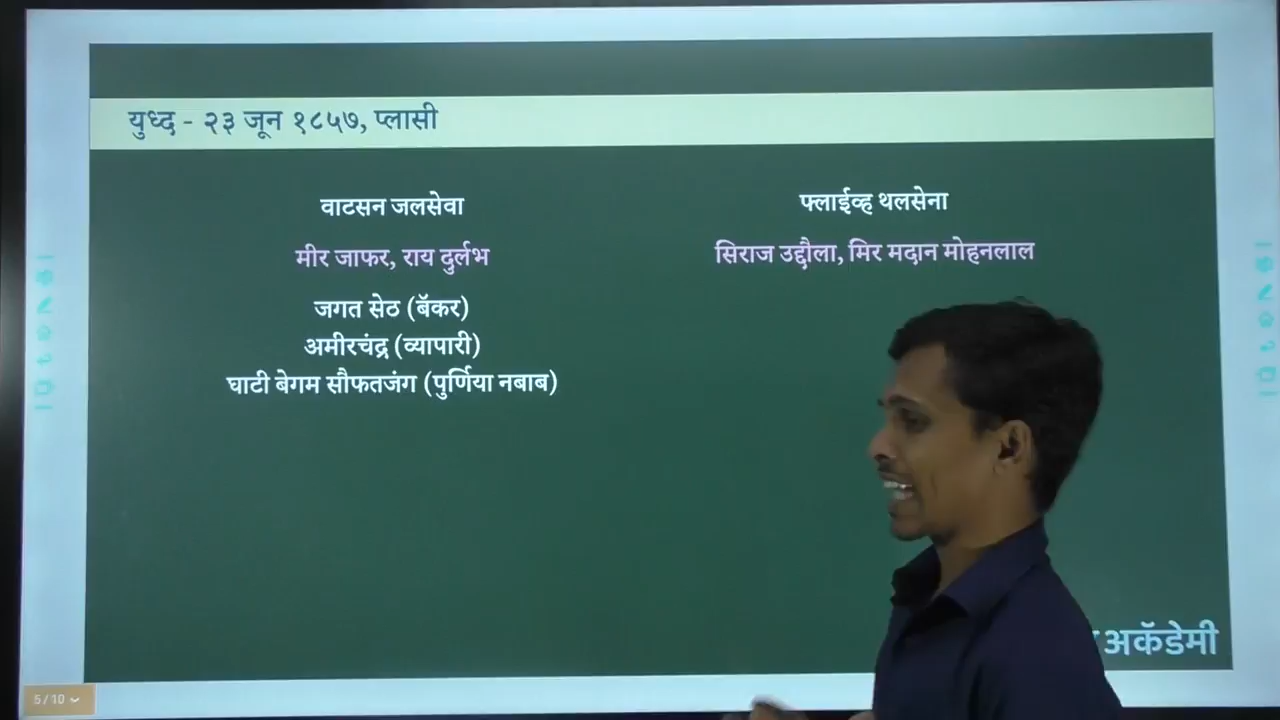 युध्द - २३ जून १८५७, प्लासी
वाटसन जलसेवा
फ्लाईव्ह थलसेना
मीर जाफर, राय दुर्लभ
सिराज उद्दौला, मिर मदान मोहनलाल
जगत सेठ (बॅकर)
अमीरचंद्र (व्यापारी)
घाटी बेगम सौफतजंग (पुर्णिया नबाब)
अकॅडेमी
5 / 10